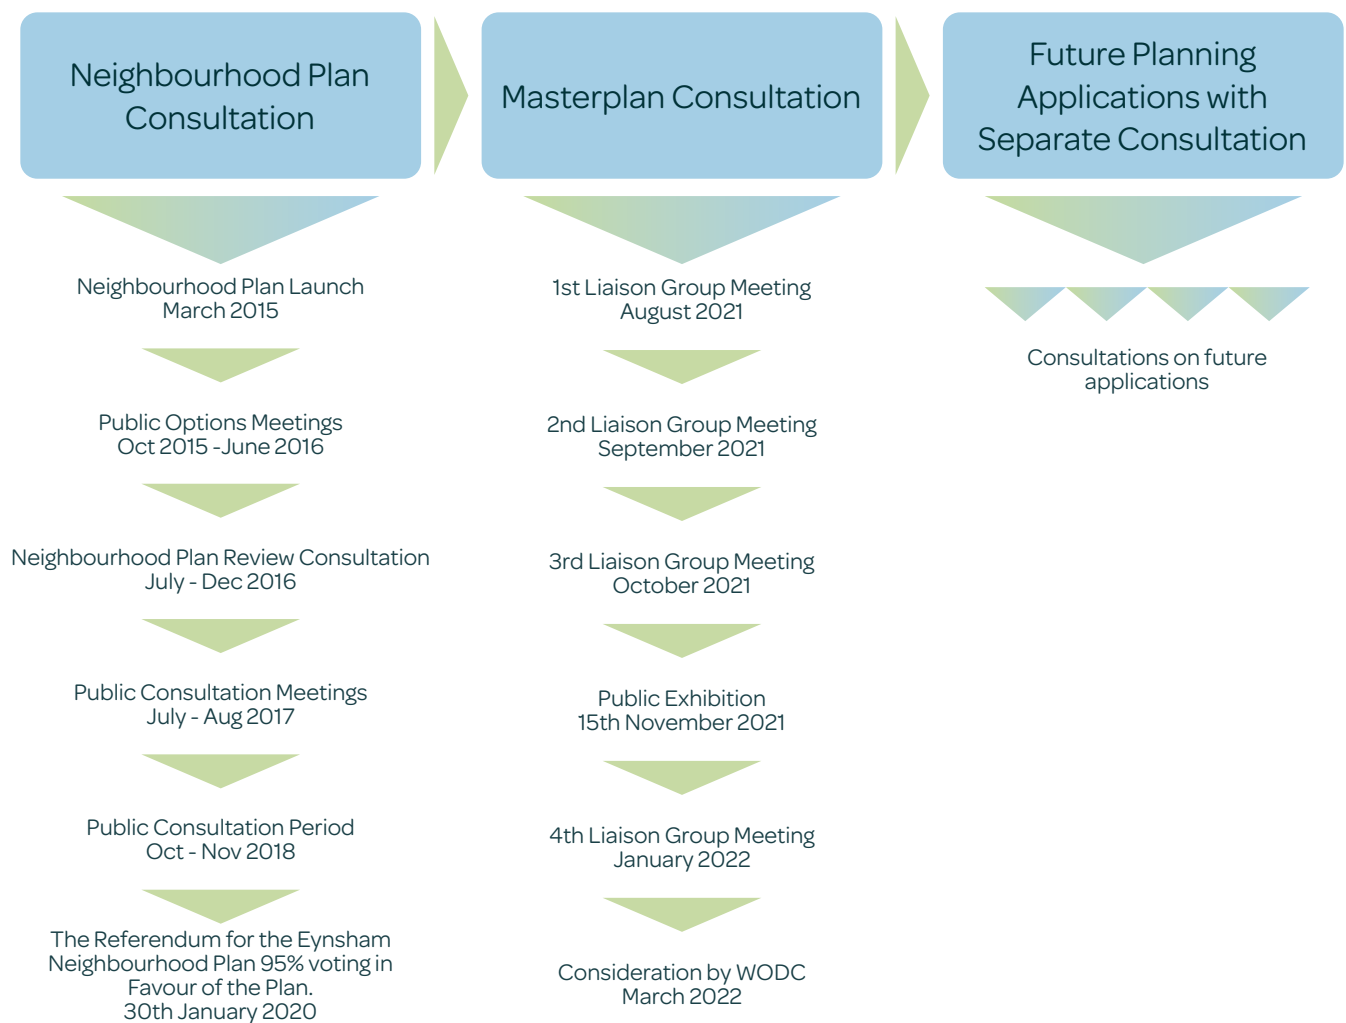 Neighbourhood Plan
Consultation
Masterplan Consultation
Future Planning
Applications with
Separate Consultation
Neighbourhood Plan Launch
March 2015
Public Options Meetings
Oct 2015 -June 2016
Neighbourhood Plan Review Consultation
July - Dec 2016
Public Consultation Meetings
July - Aug 2017
Public Consultation Period
Oct - Nov 2018
The Referendum for the Eynsham
Neighbourhood Plan 95% voting in
Favour of the Plan.
30th January 2020
1st Liaison Group Meeting
August 2021
2nd Liaison Group Meeting
September 2021
3rd Liaison Group Meeting
October 2021
Public Exhibition
15th November 2021
4th Liaison Group Meeting
January 2022
Consideration by WODC
March 2022
Consultations on future
applications